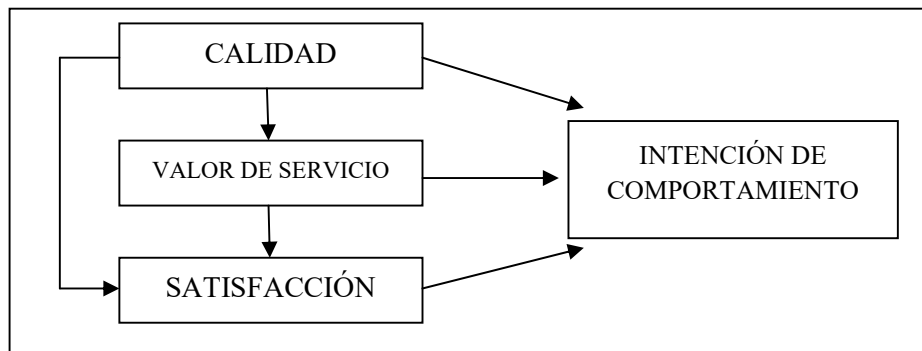 CALIDAD
VALOR DE SERVICIO
SATISFACCIÓN
INTENCIÓN DE
COMPORTAMIENTO